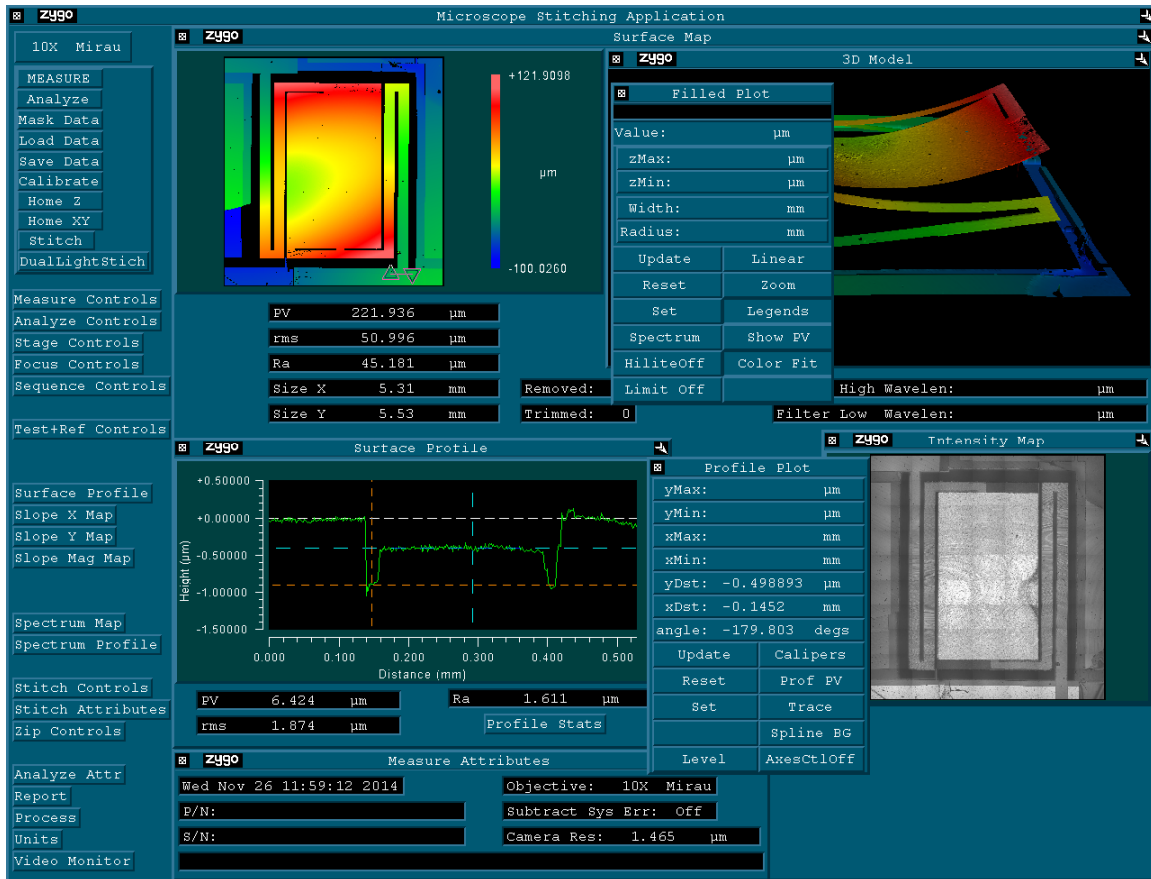 zygo Microscope Stitching Application
10X Mirau
MEASURE
Analyze
Mask Data
Load Data
Save Data
Calibrate
Home Z
Home XY
Stitch
DualLightStich
Measure Controls
Analyze Controls
Stage Controls
Focus Controls
Sequence Controls
Test+Ref Controls
Surface Profile
Slope X Map
Slope Y Map
Slope Mag Map
Spectrum Map
Spectrum Profile
Stitch Controls
Stitch Attributes
Zip Controls
Analyze Attr
Report
Process
Units
Video Monitor
zygo Surface Map
+121.9098
µm
-100.0260
PV 221.936 µm
rms 50.996 µm
Ra 45.181 µm
Size X 5.31 mm
Size Y 5.53 mm
Removed:
Trimmed: 0
zygo 3D Model
High Wavelen: µm
Filter Low Wavelen: µm
Filled Plot
Value: µm
zMax: µm
zMin: µm
Width: mm
Radius: mm
Update Linear
Reset Zoom
Set Legends
Spectrum Show PV
HiliteOff Color Fit
Limit Off
zygo Surface Profile
+0.50000
+0.00000
-0.50000
-1.00000
-1.50000
Height (µm)
0.000 0.100 0.200 0.300 0.400 0.500
Distance (mm)
PV 6.424 µm
rms 1.874 µm
Ra 1.611 µm
Profile Stats
Profile Plot
yMax: µm
yMin: µm
xMax: mm
xMin: mm
yDst: -0.498893 µm
xDst: -0.1452 mm
angle: -179.803 degs
Update Calipers
Reset Prof PV
Set Trace
Spline BG
Level AxesCtlOff
zygo Intensity Map
zygo Measure Attributes
Wed Nov 26 11:59:12 2014
P/N:
S/N:
Objective: 10X Mirau
Subtract Sys Err: Off
Camera Res: 1.465 µm